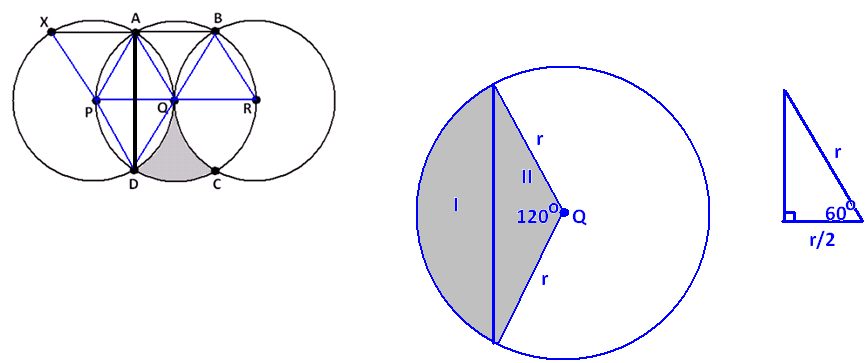 X A B
P Q R
D C
r
I II 120° Q
r
r
60°
r/2